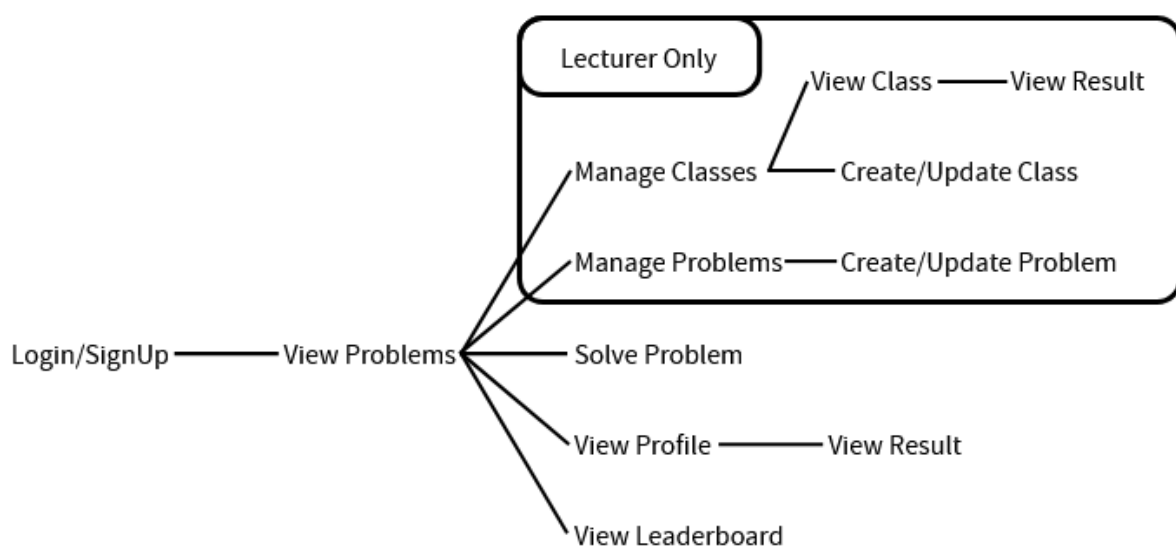 Lecturer Only
View Class
View Result
Manage Classes
Create/Update Class
Manage Problems
Create/Update Problem
Login/SignUp
View Problems
Solve Problem
View Profile
View Result
View Leaderboard